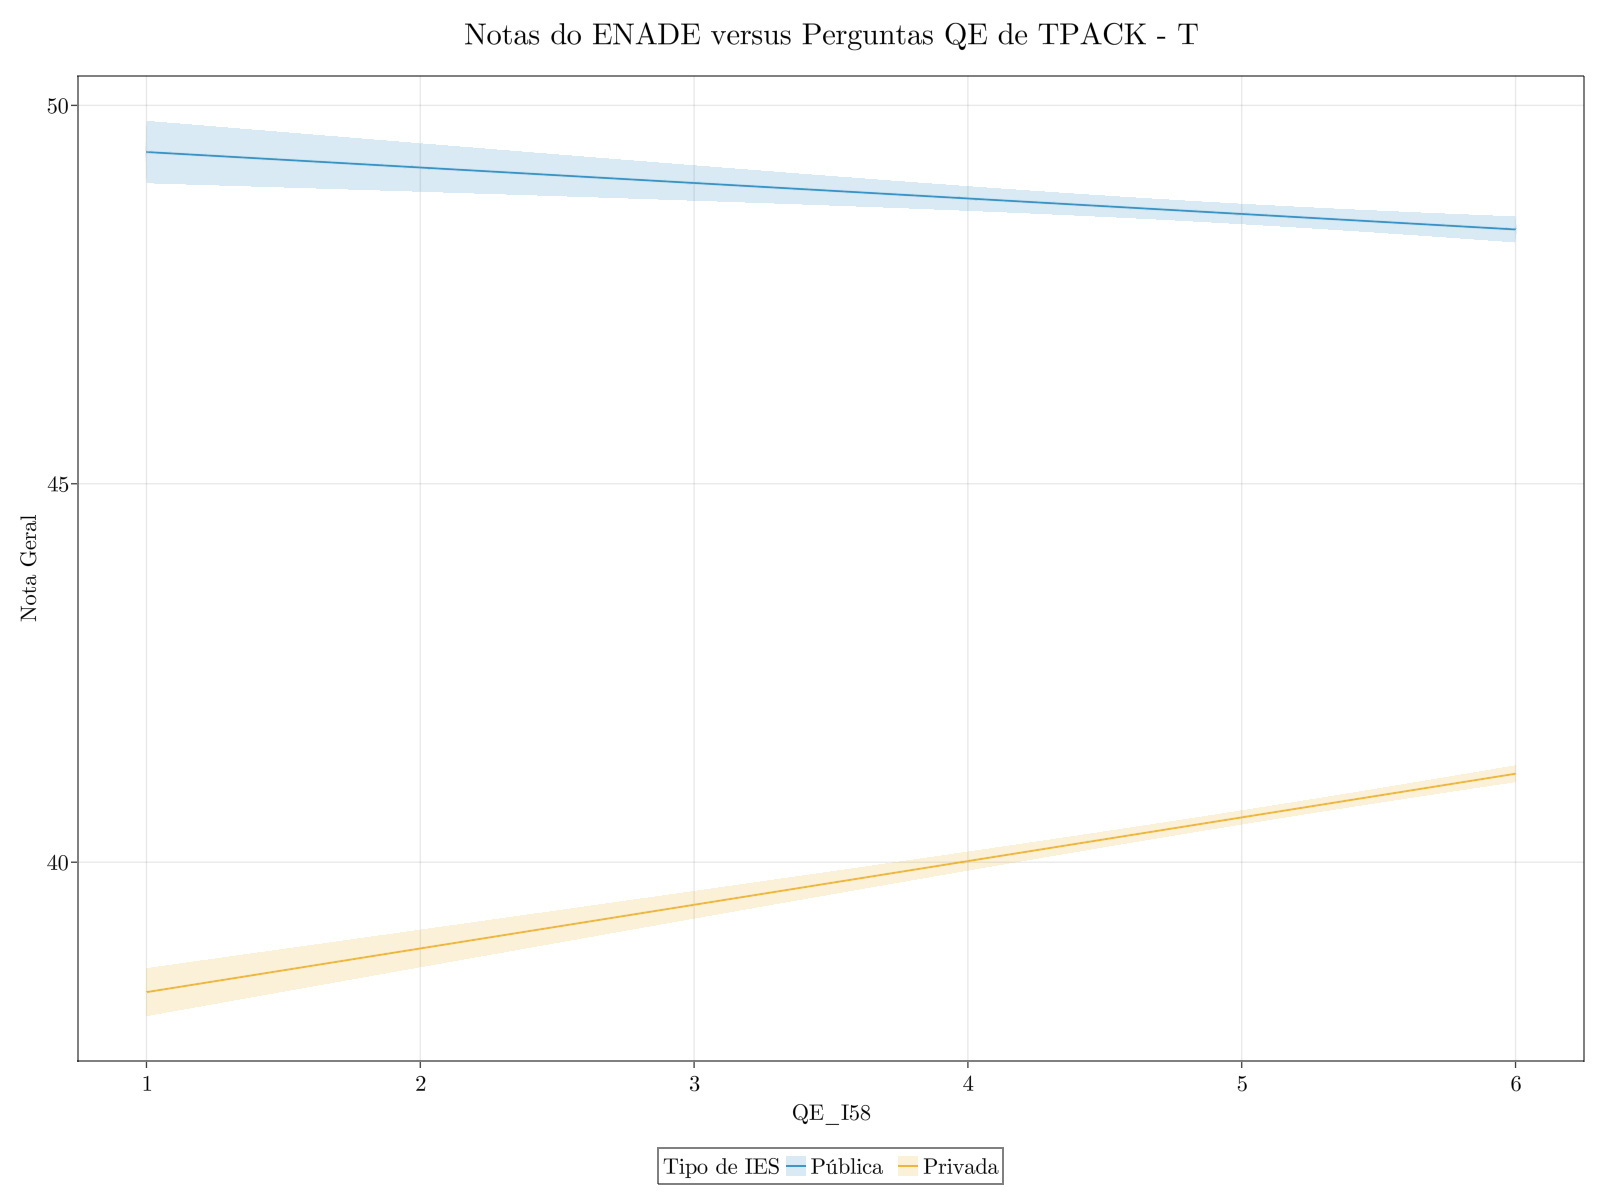 Notas do ENADE versus Perguntas QE de TPACK - T
50
45
40
Nota Geral
1 2 3 4 5 6
QE_I58
Tipo de IES Pública Privada